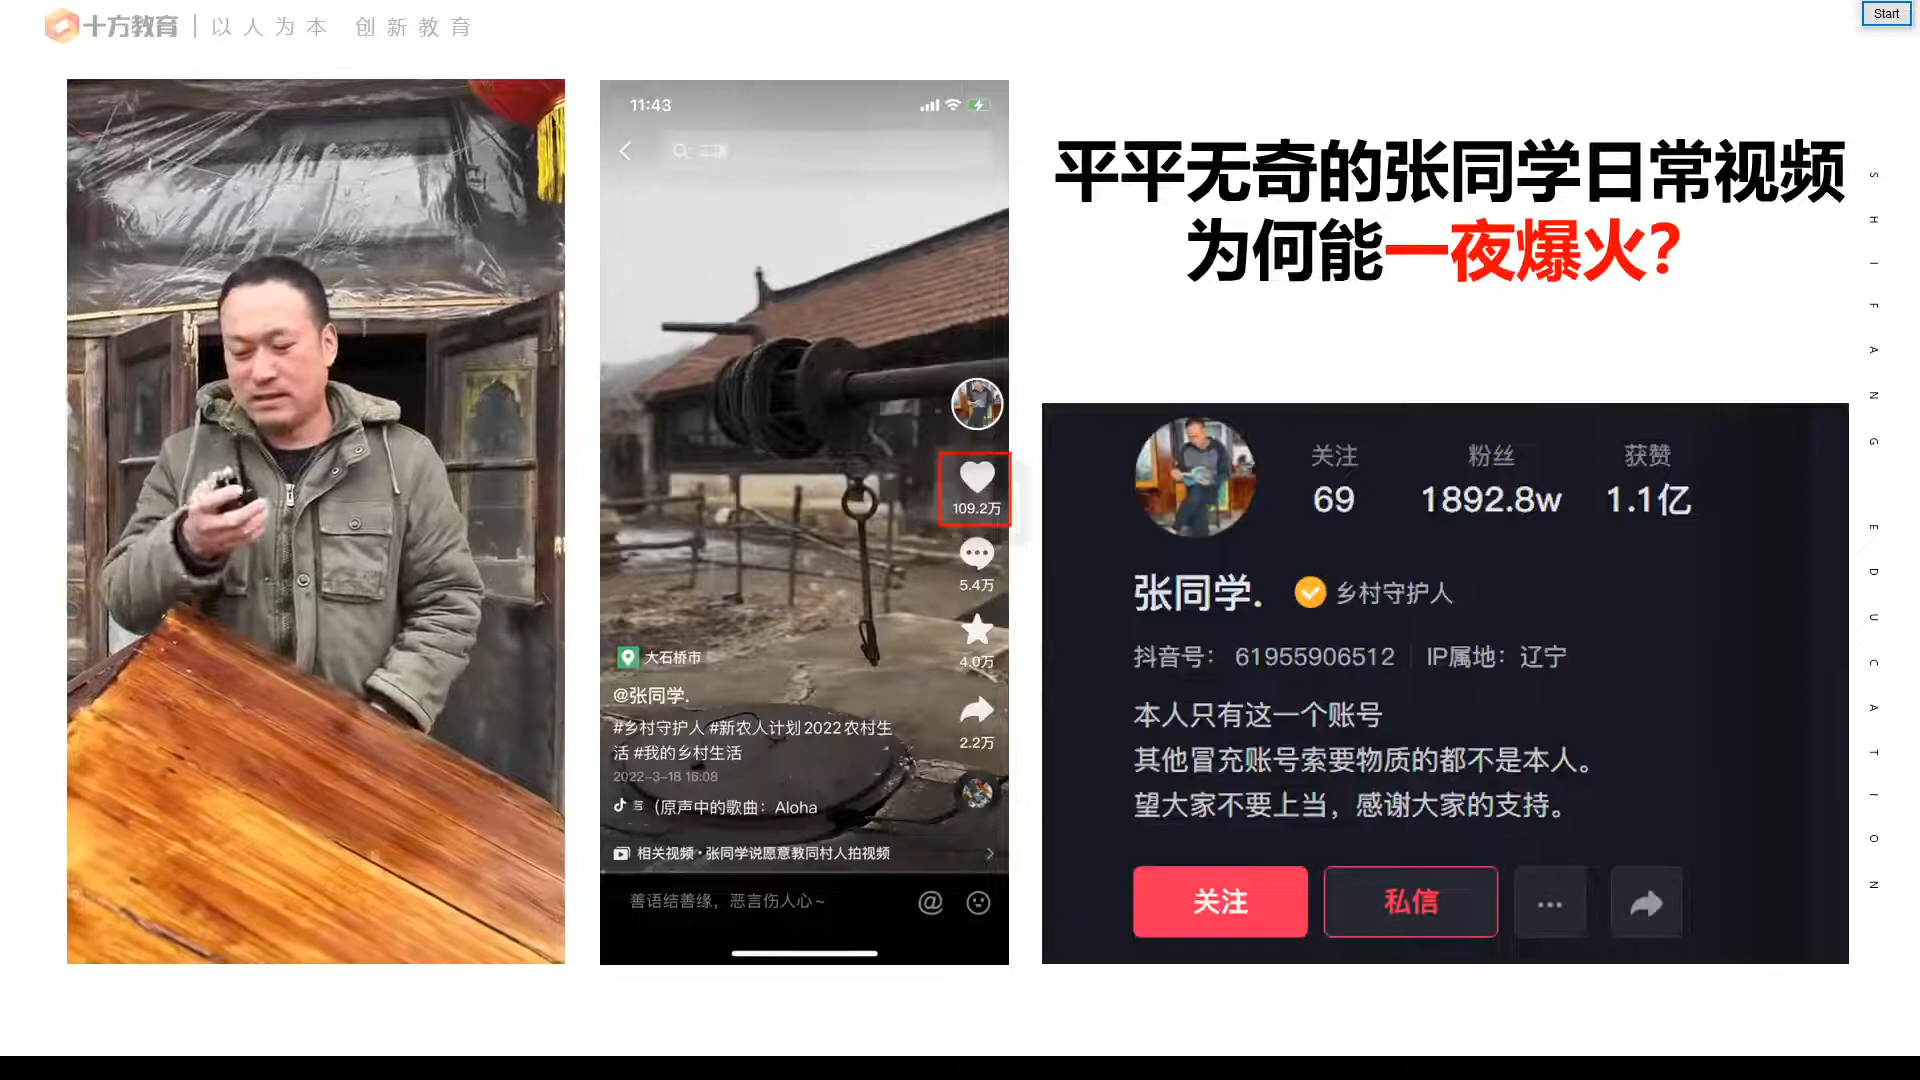 十方教育 | 以人为本 创新教育
Start
11:43
109.2万
5.4万
大石桥市
4.0万
@张同学.
#乡村守护人 #新农人计划2022农村生
活 #我的乡村生活
2.2万
2022-3-18 16:08
(原声中的歌曲：Aloha
相关视频·张同学说愿意教同村人拍视频
善语结善缘，恶言伤人心~
平平无奇的张同学日常视频
为何能一夜爆火?
关注 粉丝 获赞
69 1892.8w 1.1亿
张同学. 乡村守护人
抖音号： 61955906512 IP属地：辽宁
本人只有这一个账号
其他冒充账号索要物质的都不是本人。
望大家不要上当，感谢大家的支持。
关注 私信
SHIFANG EDUCATION